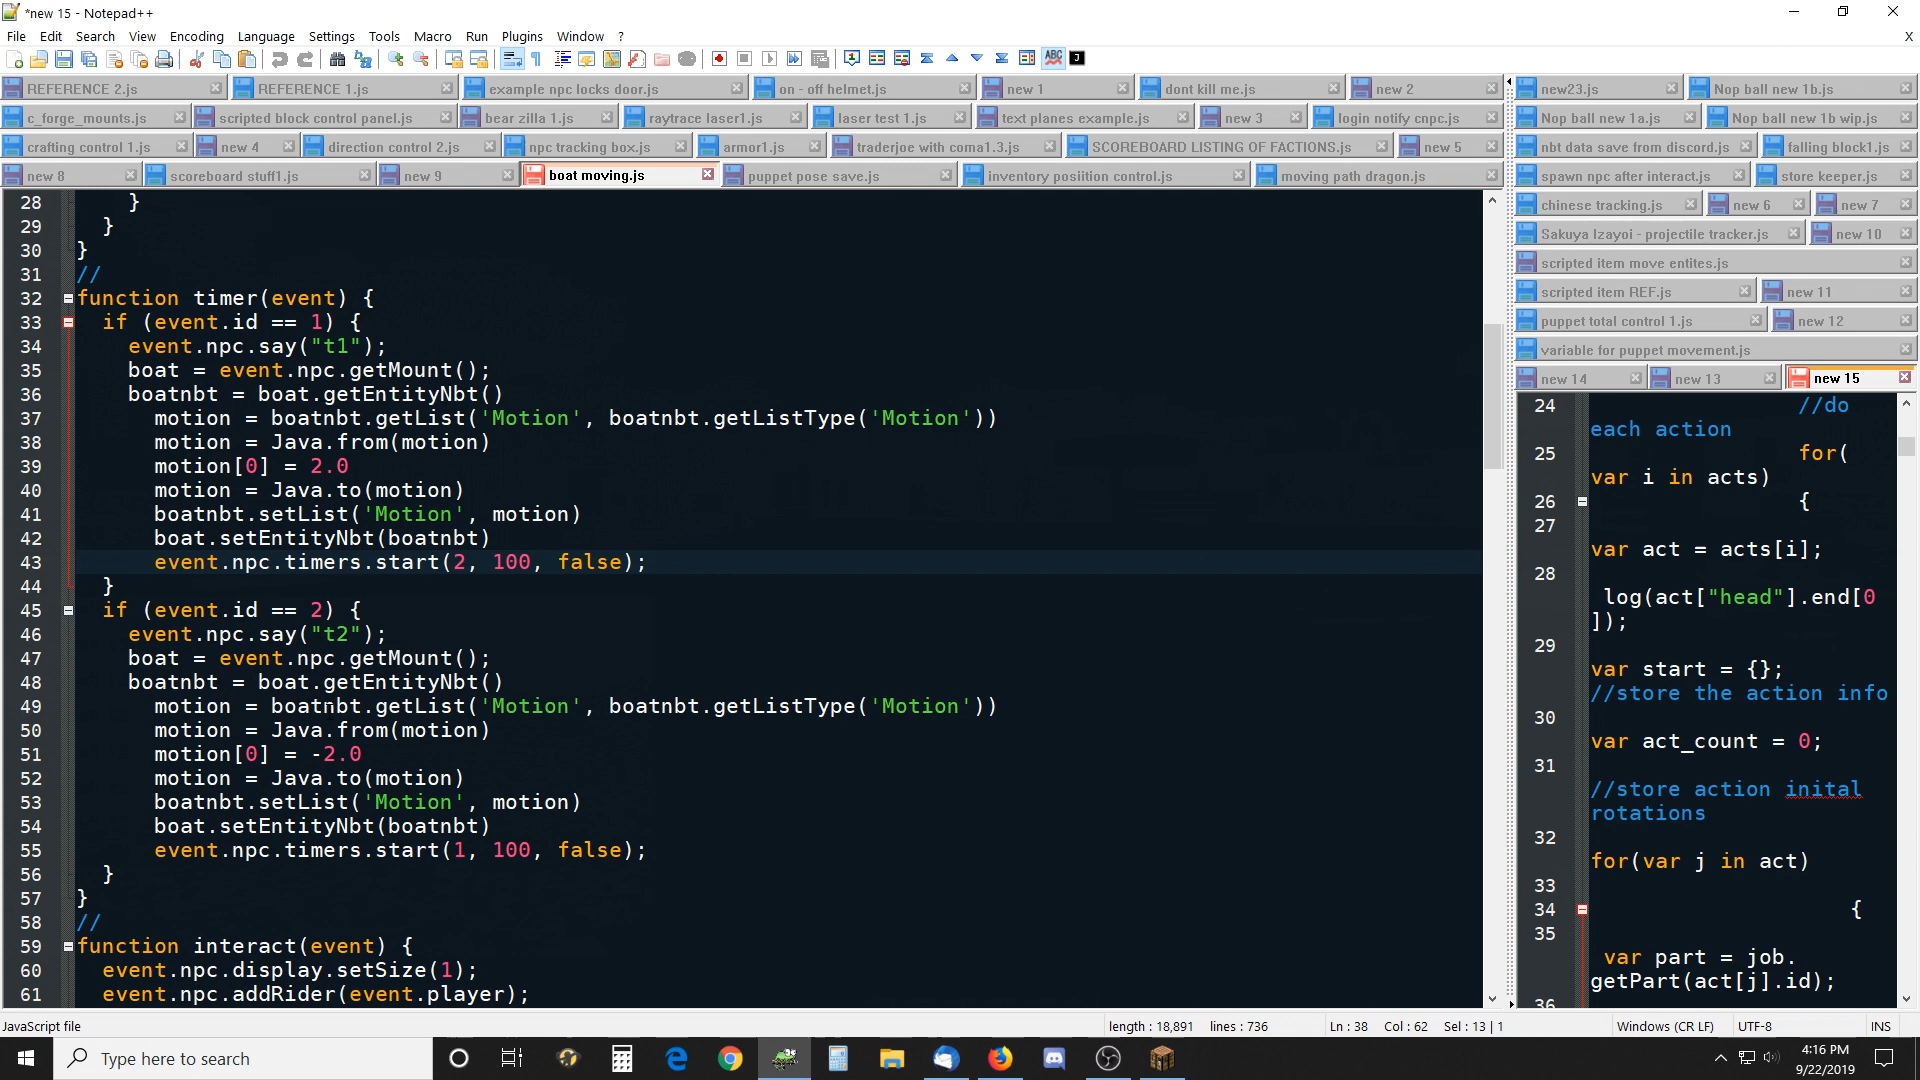 *new 15 - Notepad++
File Edit Search View Encoding Language Settings Tools Macro Run Plugins Window ?
X
ABC
REFERENCE 2.js REFERENCE 1.js example npc locks door.js on - off helmet.js new 1 dont kill me.js new 2
c_forge_mounts.js scripted block control panel.js bear zilla 1.js raytrace laser1.js laser test 1.js text planes example.js new 3 login notify cnpc.js
crafting control 1.js new 4 direction control 2.js npc tracking box.js armor1.js traderjoe with coma1.3.js SCOREBOARD LISTING OF FACTIONS.js new 5
new 8 scoreboard stuff1.js new 9 boat moving.js puppet pose save.js inventory posiition control.js moving path dragon.js
28 }
29 }
30 }
31 //
32 function timer(event) {
33 if (event.id == 1) {
34 event.npc.say("t1");
35 boat = event.npc.getMount();
36 boatnbt = boat.getEntityNbt()
37 motion = boatnbt.getList('Motion', boatnbt.getListType('Motion'))
38 motion = Java.from(motion)
39 motion[0] = 2.0
40 motion = Java.to(motion)
41 boatnbt.setList('Motion', motion)
42 boat.setEntityNbt(boatnbt)
43 event.npc.timers.start(2, 100, false);
44 }
45 if (event.id == 2) {
46 event.npc.say("t2");
47 boat = event.npc.getMount();
48 boatnbt = boat.getEntityNbt()
49 motion = boatnbt.getList('Motion', boatnbt.getListType('Motion'))
50 motion = Java.from(motion)
51 motion[0] = -2.0
52 motion = Java.to(motion)
53 boatnbt.setList('Motion', motion)
54 boat.setEntityNbt(boatnbt)
55 event.npc.timers.start(1, 100, false);
56 }
57 }
58 //
59 function interact(event) {
60 event.npc.display.setSize(1);
61 event.npc.addRider(event.player);
new23.js Nop ball new 1b.js
Nop ball new 1a.js Nop ball new 1b wip.js
nbt data save from discord.js falling block1.js
spawn npc after interact.js store keeper.js
chinese tracking.js new 6 new 7
Sakuya Izayoi - projectile tracker.js new 10
scripted item move entites.js
scripted item REF.js new 11
puppet total control 1.js new 12
variable for puppet movement.js
new 14 new 13 new 15
24 //do
each action
25 for(
var i in acts)
26 {
27
var act = acts[i];
28
log(act["head"].end[0
]);
29
var start = {};
//store the action info
30
var act_count = 0;
31
//store action inital
rotations
32
for(var j in act)
33
34 {
35
var part = job.
getPart(act[j].id);
36
JavaScript file length : 18,891 lines : 736 Ln : 38 Col : 62 Sel : 13 | 1 Windows (CR LF) UTF-8 INS
Type here to search
4:16 PM
9/22/2019